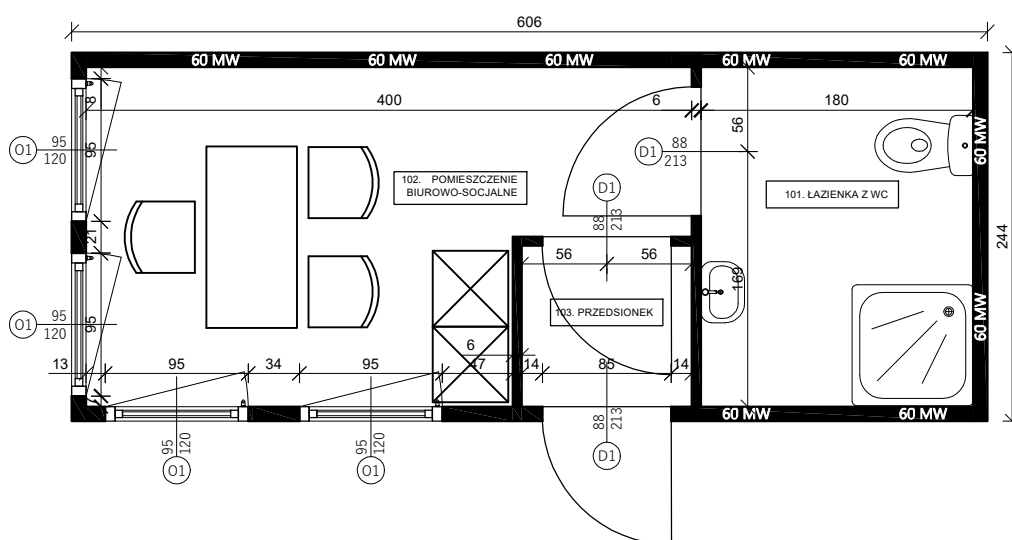 606
60 MW
60 MW
60 MW
60 MW
60 MW
8
400
6
180
56
O1
95
120
95
D1
88
213
60 MW
102. POMIESZCZENIE
BIUROWO-SOCJALNE
D1
88
213
101. ŁAZIENKA Z WC
21
244
56
56
169
60 MW
O1
95
120
95
103. PRZEDSIONEK
6
13
95
34
95
47
14
85
14
60 MW
60 MW
95
120
O1
95
120
O1
88
213
D1